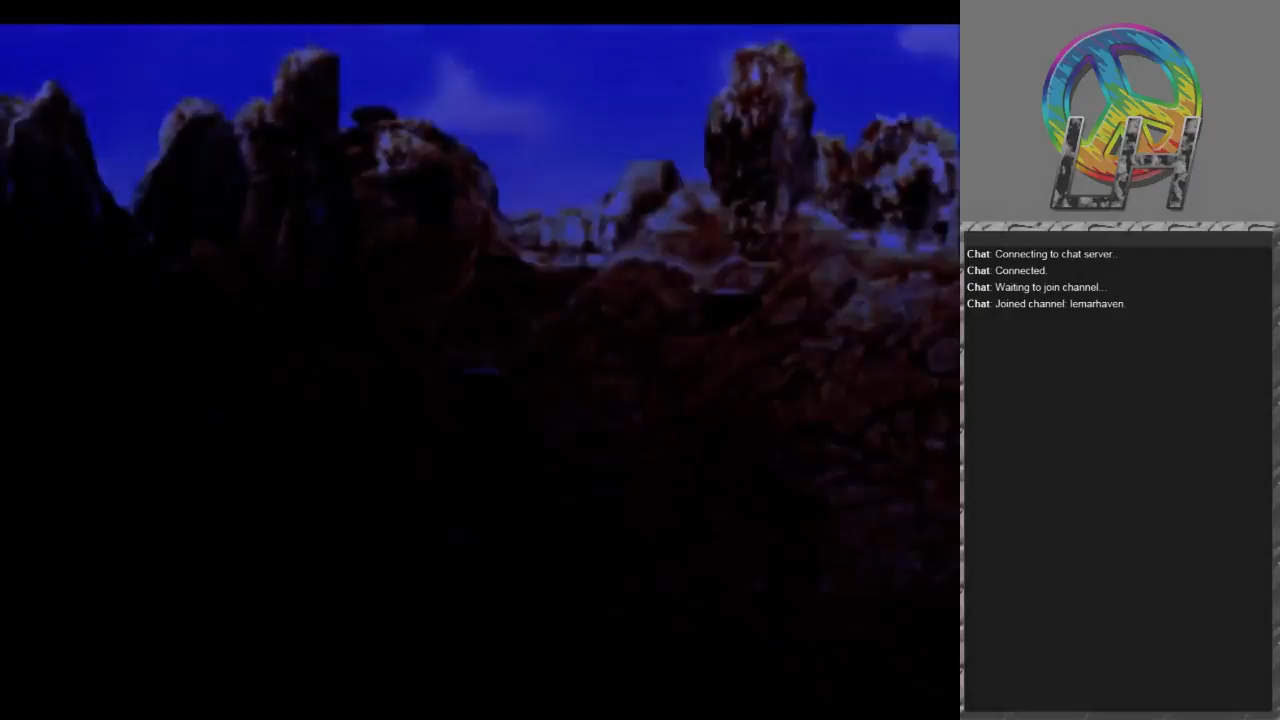 LH
Chat: Connecting to chat server..
Chat: Connected.
Chat: Waiting to join channel...
Chat: Joined channel: lemarhaven.